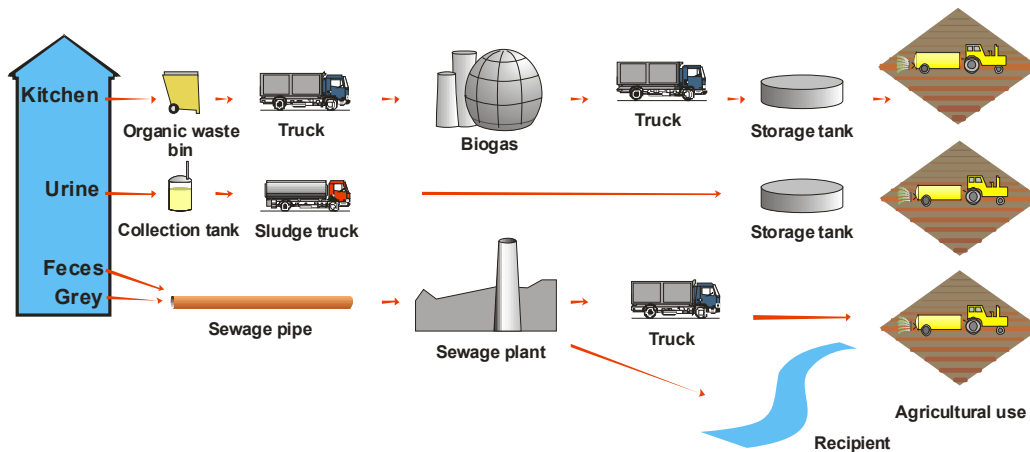 Kitchen
Organic waste
bin
Truck
Biogas
Truck
Storage tank
Urine
Collection tank
Sludge truck
Storage tank
Feces
Grey
Sewage pipe
Sewage plant
Truck
Recipient
Agricultural use